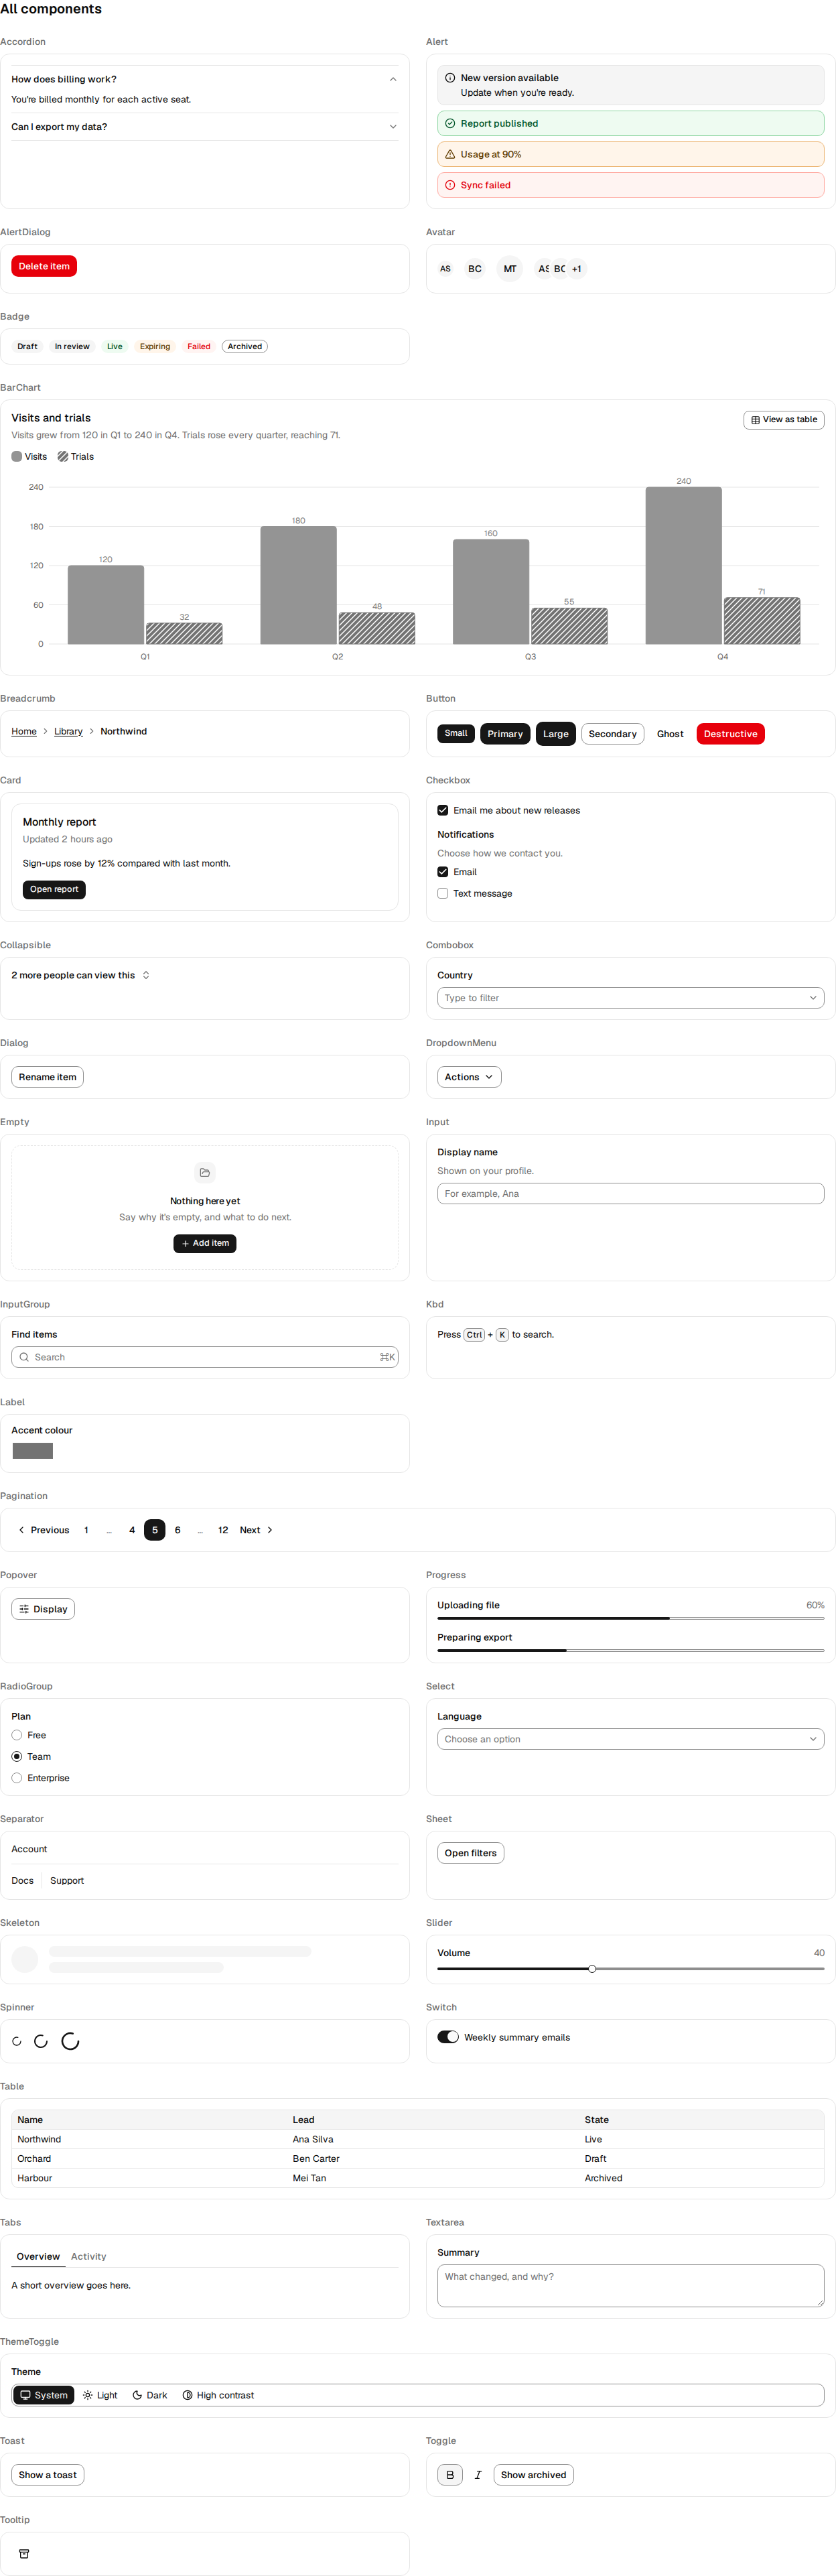 All components
Accordion
How does billing work?
You're billed monthly for each active seat.
Can I export my data?
Alert
New version available
Update when you're ready.
Report published
Usage at 90%
Sync failed
AlertDialog
Delete item
Avatar
AS BC MT AS BC +1
Badge
Draft In review Live Expiring Failed Archived
BarChart
Visits and trials
View as table
Visits grew from 120 in Q1 to 240 in Q4. Trials rose every quarter, reaching 71.
Visits Trials
240
180
120
60
0
120 32 180 48 160 55 240 71
Q1 Q2 Q3 Q4
Breadcrumb
Home Library Northwind
Button
Small Primary Large Secondary Ghost Destructive
Card
Monthly report
Updated 2 hours ago
Sign-ups rose by 12% compared with last month.
Open report
Checkbox
Email me about new releases
Notifications
Choose how we contact you.
Email
Text message
Collapsible
2 more people can view this
Combobox
Country
Type to filter
Dialog
Rename item
DropdownMenu
Actions
Empty
Nothing here yet
Say why it's empty, and what to do next.
Add item
Input
Display name
Shown on your profile.
For example, Ana
InputGroup
Find items
Search ⌘K
Kbd
Press Ctrl + K to search.
Label
Accent colour
Pagination
Previous 1 … 4 5 6 … 12 Next
Popover
Display
Progress
Uploading file 60%
Preparing export
RadioGroup
Plan
Free
Team
Enterprise
Select
Language
Choose an option
Separator
Account
Docs Support
Sheet
Open filters
Skeleton
Slider
Volume 40
Spinner
Switch
Weekly summary emails
Table
Name Lead State
Northwind Ana Silva Live
Orchard Ben Carter Draft
Harbour Mei Tan Archived
Tabs
Overview Activity
A short overview goes here.
Textarea
Summary
What changed, and why?
ThemeToggle
Theme
System Light Dark High contrast
Toast
Show a toast
Toggle
B I Show archived
Tooltip